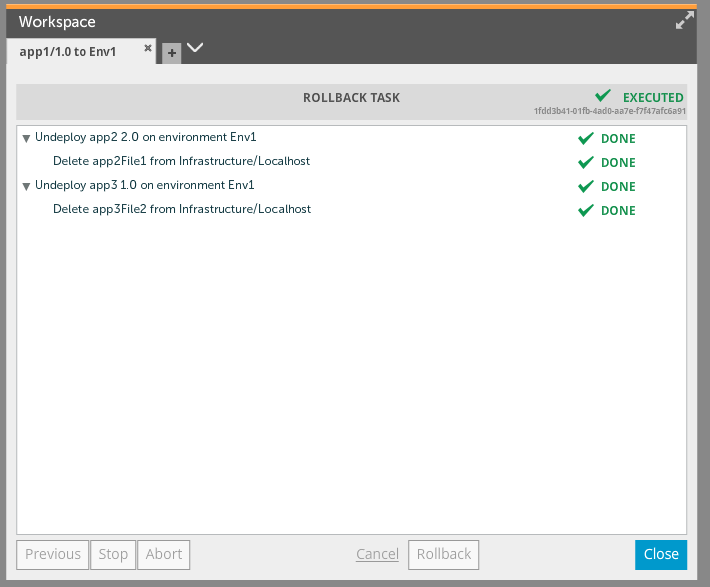 Workspace
app1/1.0 to Env1
ROLLBACK TASK
EXECUTED
1fdd3b41-01fb-4ad0-aa7e-f7f47afc6a91
Undeploy app2 2.0 on environment Env1 DONE
Delete app2File1 from Infrastructure/Localhost DONE
Undeploy app3 1.0 on environment Env1 DONE
Delete app3File2 from Infrastructure/Localhost DONE
Previous Stop Abort Cancel Rollback Close